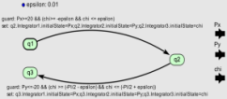 epsilon: 0.01
guard: Px<=20 && (chi<= epsilon && chi >= epsilon)
set: q2.integrator1.initialState=Px;q2.integrator2.initialState=Py;q2.integrator3.initialState=chi
Px
q1
q2
Py
q3
chi
guard: Px<=20 && (chi >= (-PI/2 - epsilon) && chi <= (-PI/2 + epsilon))
set: q3.integrator1.initialState=Px;q3.integrator2.initialState=Py;q3.integrator3.initialState=chi